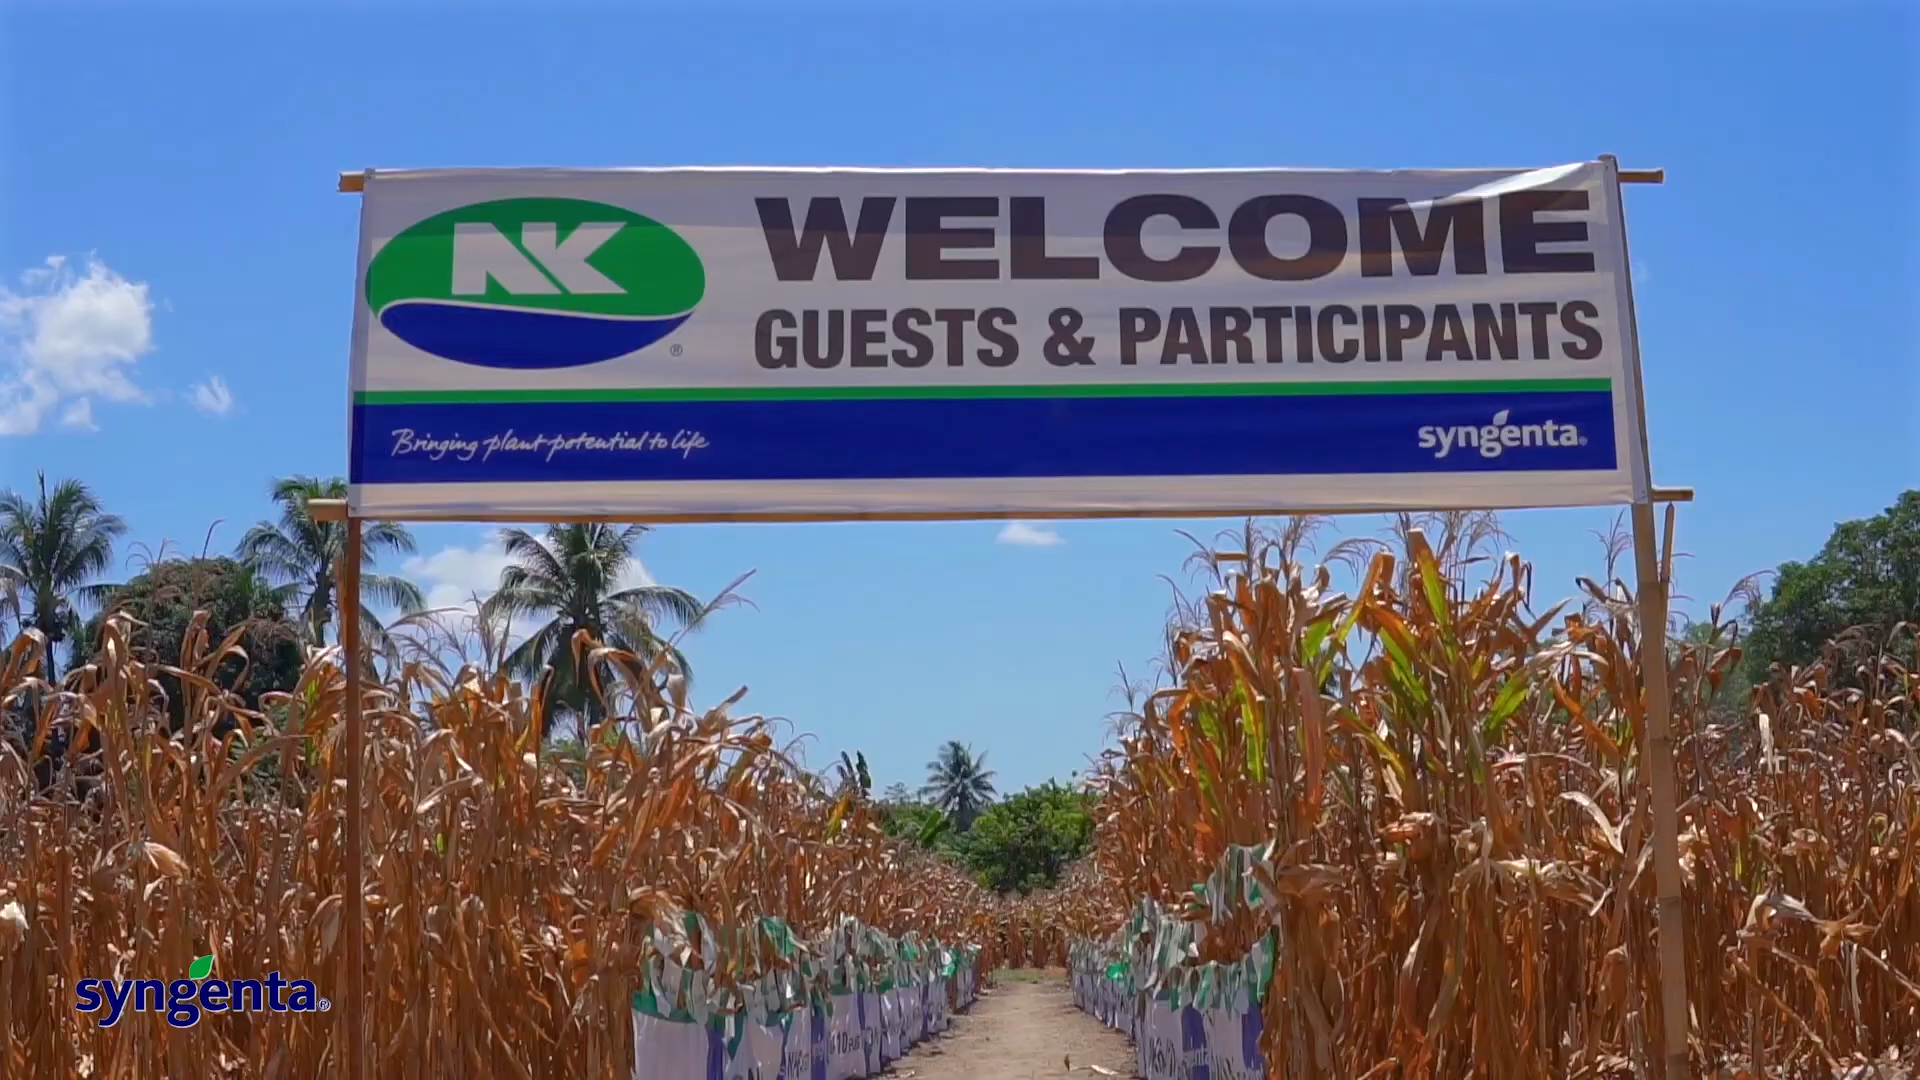 NK
®
WELCOME
GUESTS & PARTICIPANTS
Bringing plant potential to life
syngenta®
syngenta®